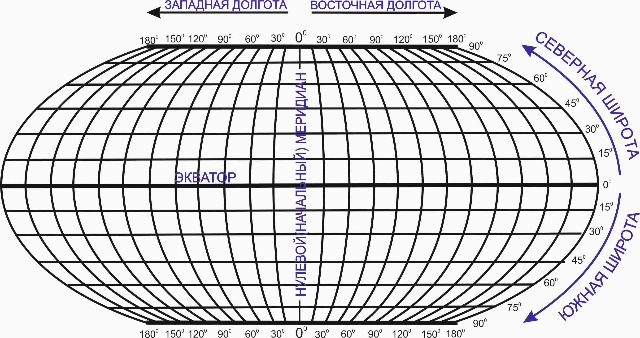 ЗАПАДНАЯ ДОЛГОТА ВОСТОЧНАЯ ДОЛГОТА
180° 150° 120° 90° 60° 30° 0° 30° 60° 90° 120° 150° 180° 90°
75°
60°
45°
30°
15°
0°
15°
30°
45°
60°
75°
90°
СЕВЕРНАЯ ШИРОТА
ЮЖНАЯ ШИРОТА
ЭКВАТОР
НУЛЕВОЙ (НАЧАЛЬНЫЙ) МЕРИДИАН
180° 150° 120° 90° 60° 30° 0° 30° 60° 90° 120° 150° 180°